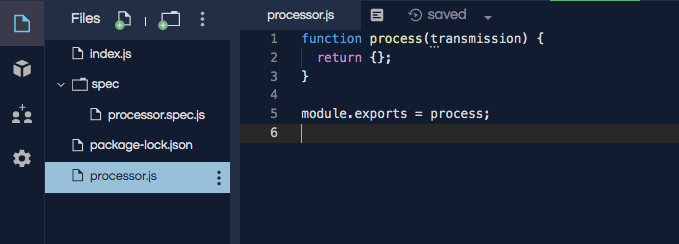 Files
index.js
spec
processor.spec.js
package-lock.json
processor.js
processor.js
saved
1 function process(transmission) {
2   return {};
3 }
4
5 module.exports = process;
6